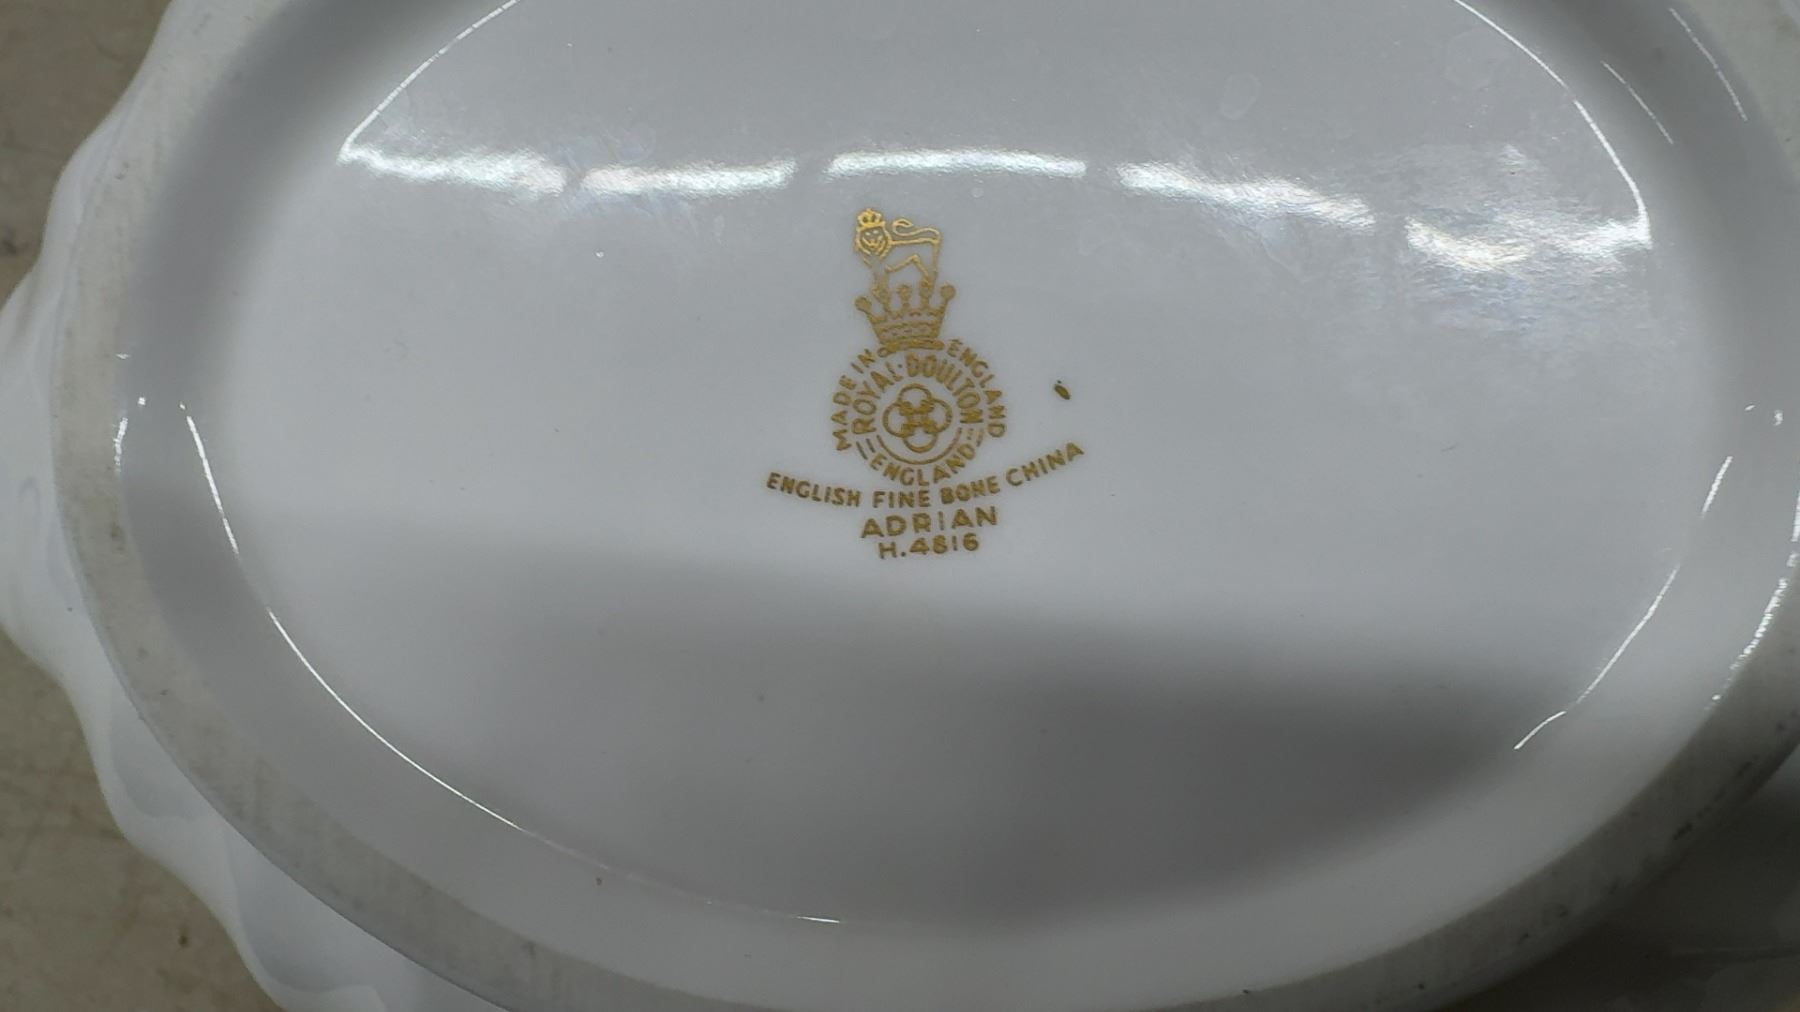 MADE IN ENGLAND
ROYAL·DOULTON
ENGLAND
ENGLISH FINE BONE CHINA
ADRIAN
H.4816